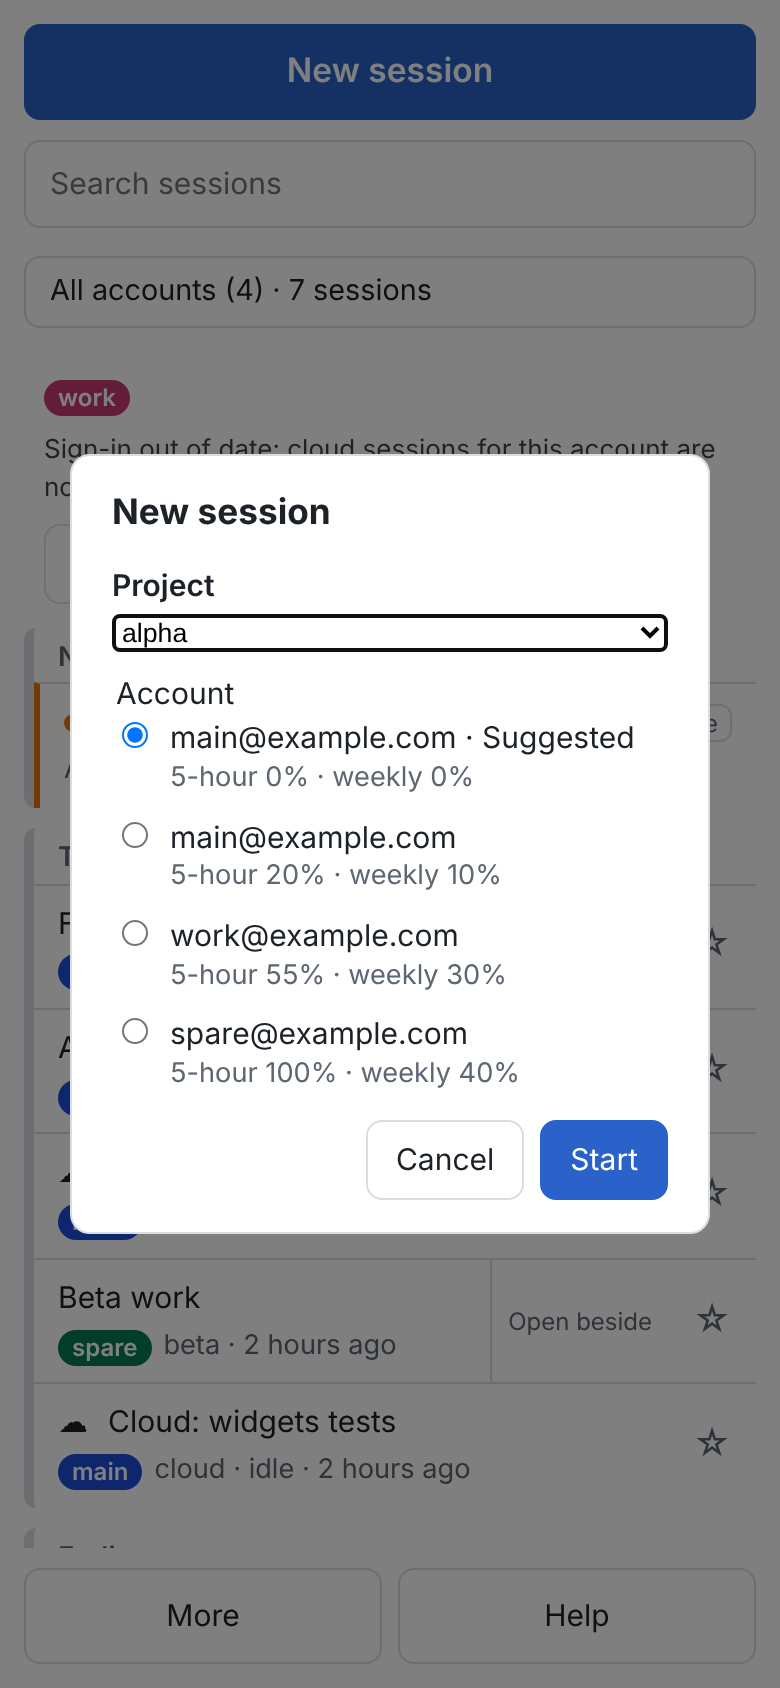 New session
Search sessions
All accounts (4) · 7 sessions
work
Sign-in out of date: cloud sessions for this account are
New session
Project
alpha
Account
main@example.com · Suggested
5-hour 0% · weekly 0%
main@example.com
5-hour 20% · weekly 10%
work@example.com
5-hour 55% · weekly 30%
spare@example.com
5-hour 100% · weekly 40%
Cancel
Start
Beta work
spare beta · 2 hours ago
Open beside
Cloud: widgets tests
main cloud · idle · 2 hours ago
More
Help